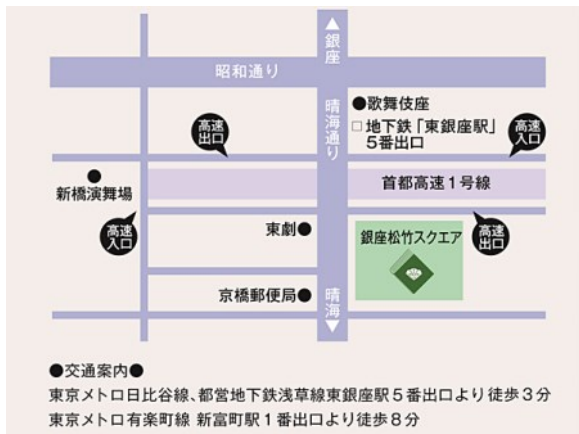 ▲銀座
昭和通り
晴海通り
●歌舞伎座
□地下鉄「東銀座駅」
5番出口
高速
出口
高速
入口
首都高速1号線
●
新橋演舞場
高速
入口
東劇●
銀座松竹スクエア
高速
出口
京橋郵便局●
晴海▼
●交通案内●
東京メトロ日比谷線、都営地下鉄浅草線東銀座駅5番出口より徒歩3分
東京メトロ有楽町線 新富町駅1番出口より徒歩8分